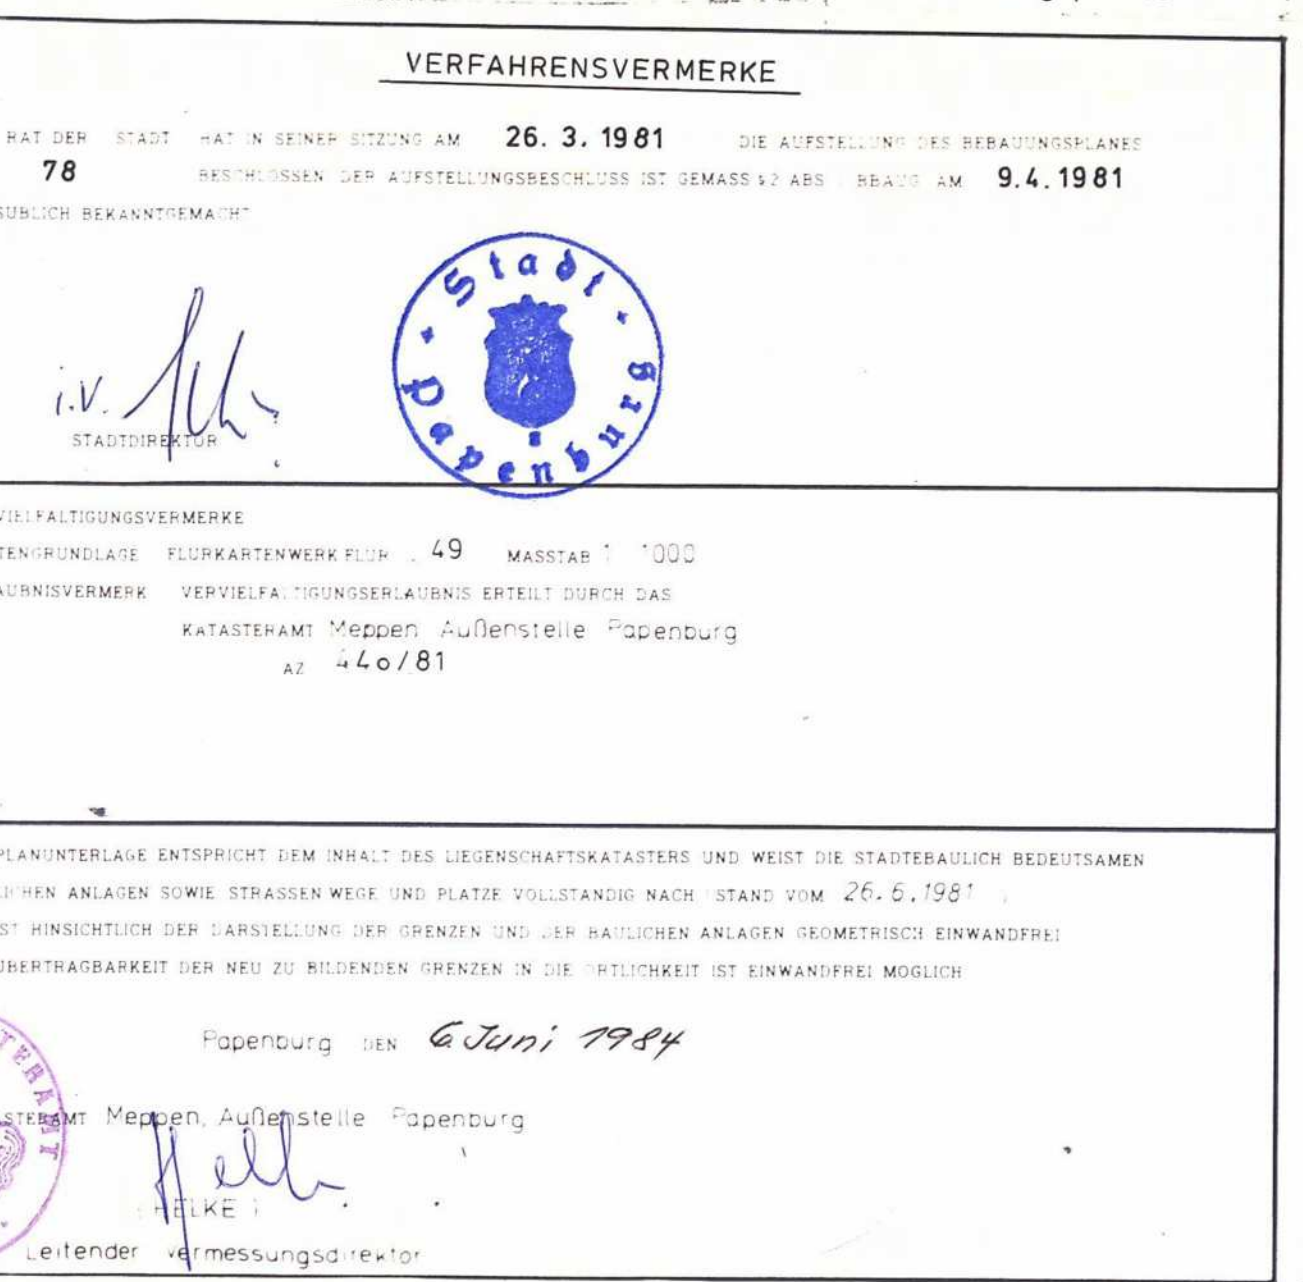 VERFAHRENSVERMERKE
RAT DER STADT HAT IN SEINER SITZUNG AM 26. 3. 1981 DIE AUFSTELLUNG DES BEBAUUNGSPLANES
78 BESCHLOSSEN DER AUFSTELLUNGSBESCHLUSS IST GEMASS §2 ABS BBAUG AM 9.4.1981
SUBLICH BEKANNTGEMACHT
Stadt Papenburg
i.V.
STADTDIREKTOR
VIELFALTIGUNGSVERMERKE
TENGRUNDLAGE FLURKARTENWERK FLUR 49 MASSTAB 1 1000
AUBNISVERMERK VERVIELFALTIGUNGSERLAUBNIS ERTEILT DURCH DAS
KATASTERAMT Meppen Außenstelle Papenburg
AZ 440/81
PLANUNTERLAGE ENTSPRICHT DEM INHALT DES LIEGENSCHAFTSKATASTERS UND WEIST DIE STADTEBAULICH BEDEUTSAMEN
LICHEN ANLAGEN SOWIE STRASSEN WEGE UND PLATZE VOLLSTANDIG NACH STAND VOM 26.6.1981
ST HINSICHTLICH DER DARSTELLUNG DER GRENZEN UND DER BAULICHEN ANLAGEN GEOMETRISCH EINWANDFREI
UBERTRAGBARKEIT DER NEU ZU BILDENDEN GRENZEN IN DIE ORTLICHKEIT IST EINWANDFREI MOGLICH
Papenburg DEN 6. Juni 1984
TERAMT
STERAMT Meppen, Außenstelle Papenburg
HELKE
Leitender Vermessungsdirektor